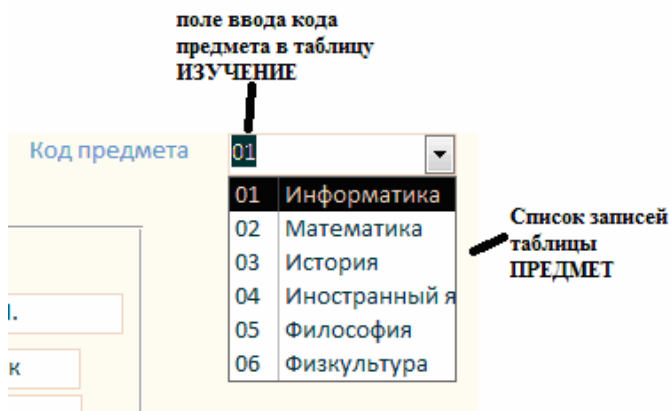 поле ввода кода
предмета в таблицу
ИЗУЧЕНИЕ
Код предмета 01
01 Информатика
02 Математика
03 История
04 Иностранный я
05 Философия
06 Физкультура
Список записей
таблицы
ПРЕДМЕТ
к